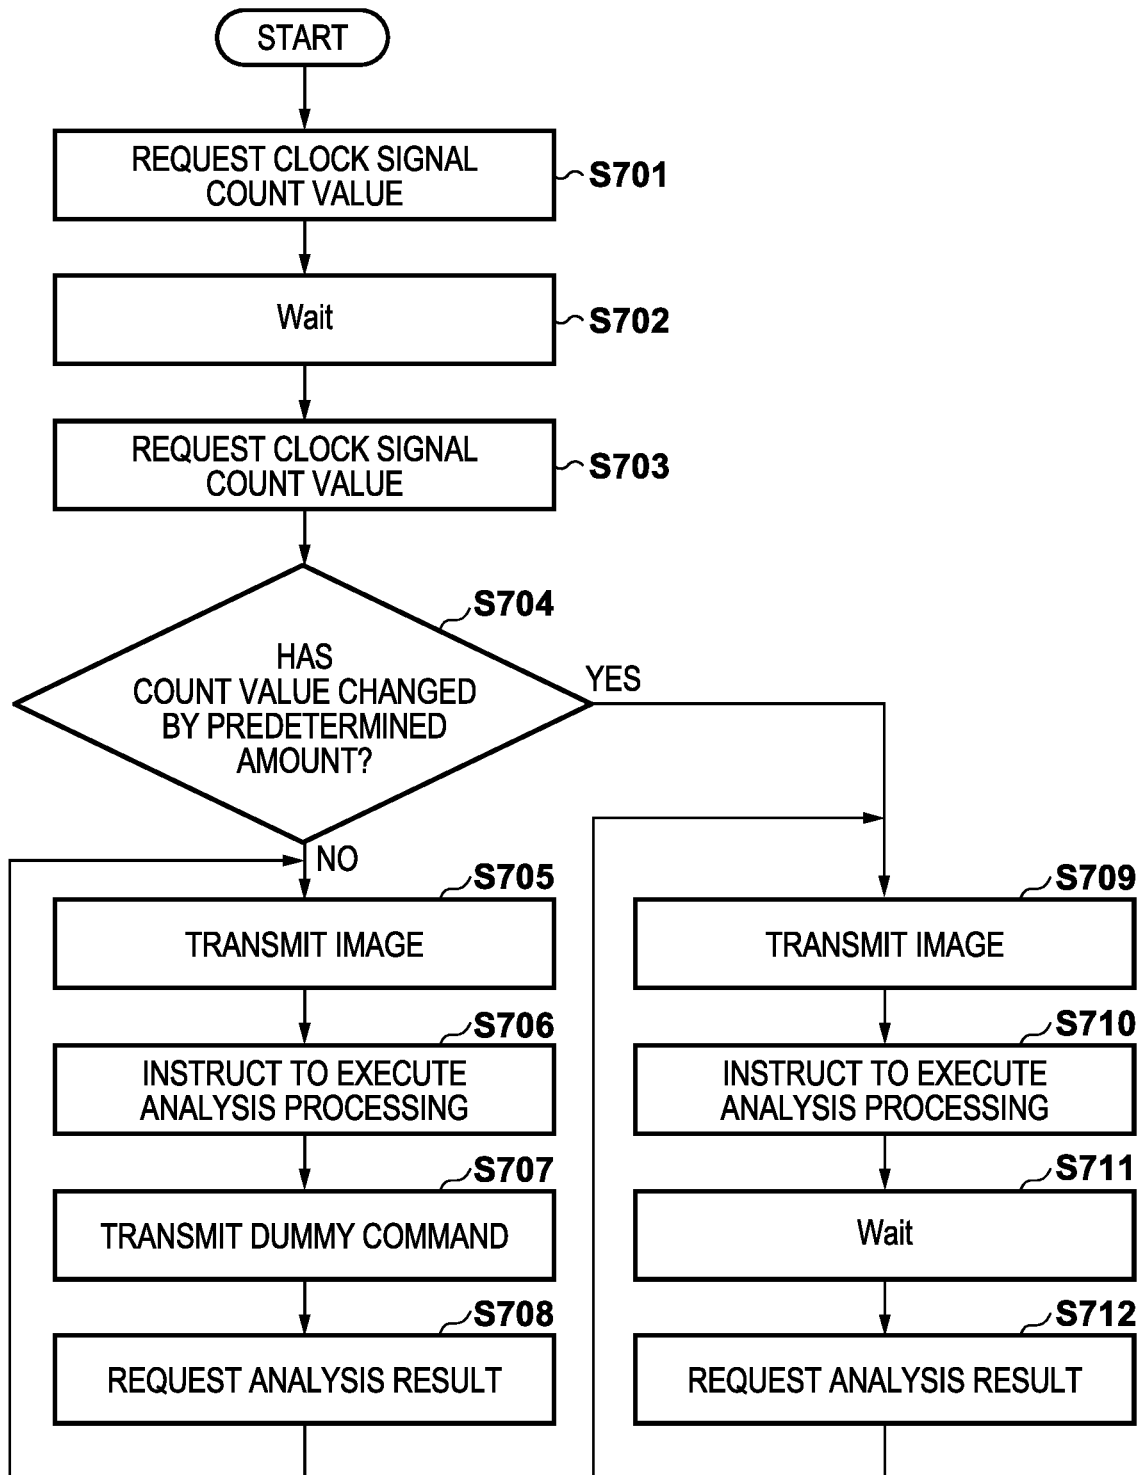 START
REQUEST CLOCK SIGNAL
COUNT VALUE
S701
Wait
S702
REQUEST CLOCK SIGNAL
COUNT VALUE
S703
S704
HAS
COUNT VALUE CHANGED
BY PREDETERMINED
AMOUNT?
YES
NO
S705
TRANSMIT IMAGE
S706
INSTRUCT TO EXECUTE
ANALYSIS PROCESSING
S707
TRANSMIT DUMMY COMMAND
S708
REQUEST ANALYSIS RESULT
S709
TRANSMIT IMAGE
S710
INSTRUCT TO EXECUTE
ANALYSIS PROCESSING
S711
Wait
S712
REQUEST ANALYSIS RESULT